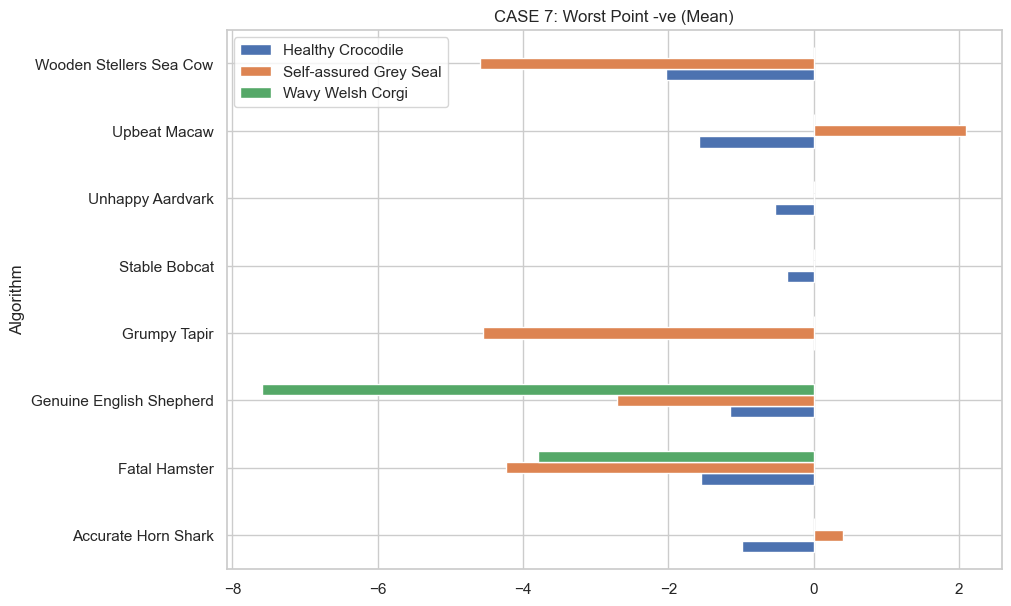 CASE 7: Worst Point -ve (Mean)
Healthy Crocodile
Self-assured Grey Seal
Wavy Welsh Corgi
Wooden Stellers Sea Cow
Upbeat Macaw
Unhappy Aardvark
Stable Bobcat
Grumpy Tapir
Genuine English Shepherd
Fatal Hamster
Accurate Horn Shark
Algorithm
−8 −6 −4 −2 0 2